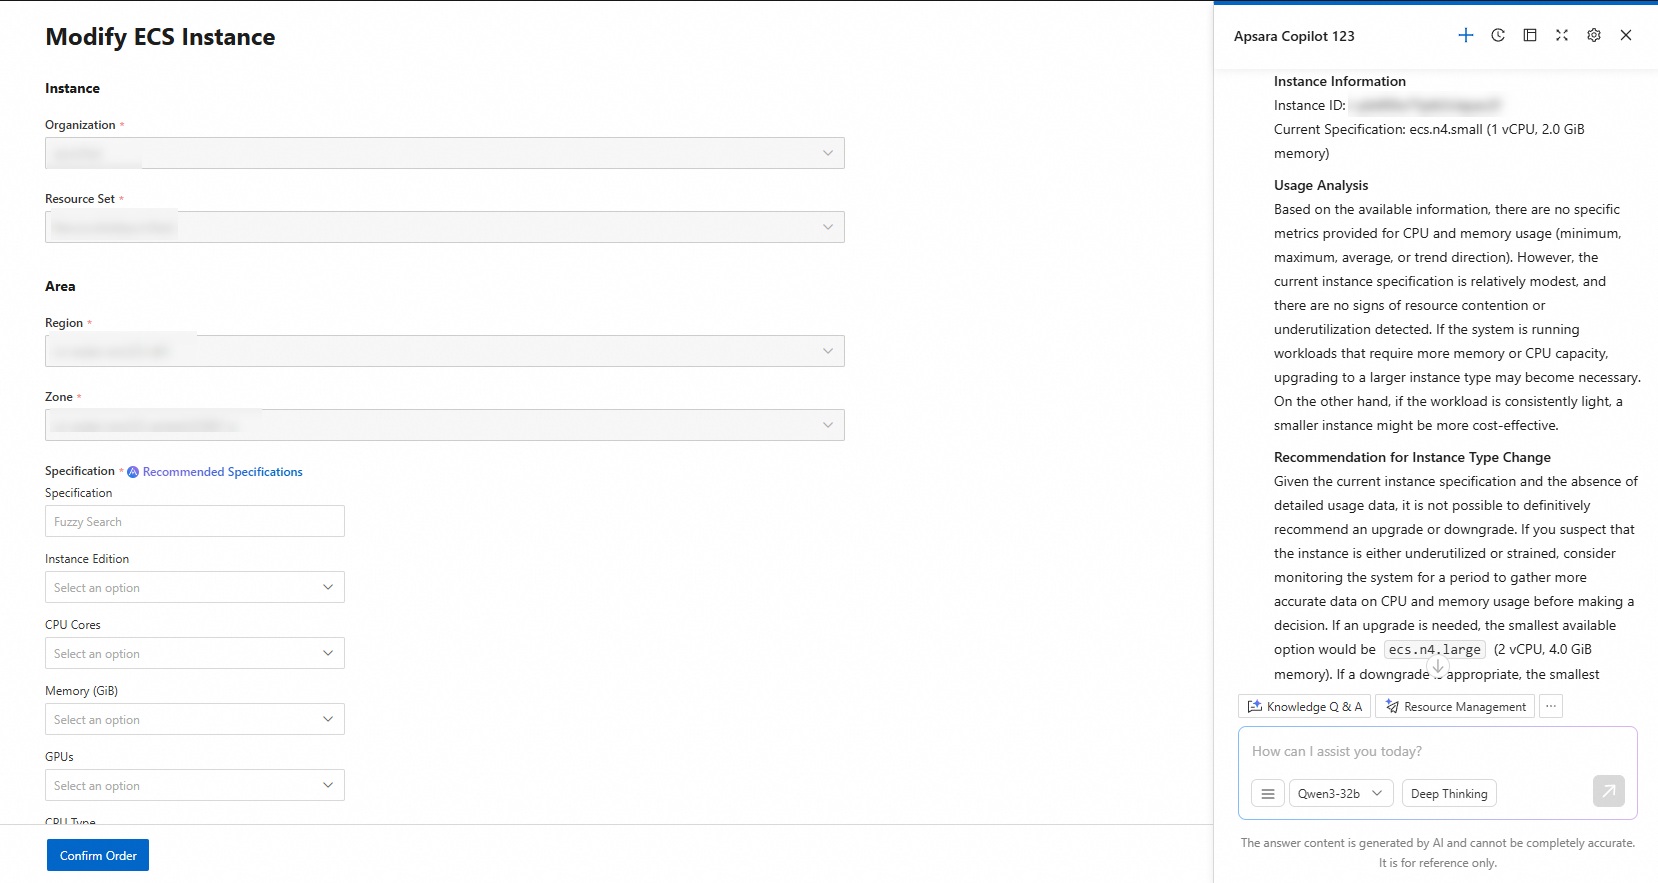 Modify ECS Instance
Instance
Organization *
Resource Set *
Area
Region *
Zone *
Specification * Recommended Specifications
Specification
Fuzzy Search
Instance Edition
Select an option
CPU Cores
Select an option
Memory (GiB)
Select an option
GPUs
Select an option
CPU Type
Confirm Order
Apsara Copilot 123
Instance Information
Instance ID:
Current Specification: ecs.n4.small (1 vCPU, 2.0 GiB
memory)
Usage Analysis
Based on the available information, there are no specific
metrics provided for CPU and memory usage (minimum,
maximum, average, or trend direction). However, the
current instance specification is relatively modest, and
there are no signs of resource contention or
underutilization detected. If the system is running
workloads that require more memory or CPU capacity,
upgrading to a larger instance type may become necessary.
On the other hand, if the workload is consistently light, a
smaller instance might be more cost-effective.
Recommendation for Instance Type Change
Given the current instance specification and the absence of
detailed usage data, it is not possible to definitively
recommend an upgrade or downgrade. If you suspect that
the instance is either underutilized or strained, consider
monitoring the system for a period to gather more
accurate data on CPU and memory usage before making a
decision. If an upgrade is needed, the smallest available
option would be ecs.n4.large (2 vCPU, 4.0 GiB
memory). If a downgrade is appropriate, the smallest
Knowledge Q & A
Resource Management
...
How can I assist you today?
Qwen3-32b
Deep Thinking
The answer content is generated by AI and cannot be completely accurate.
It is for reference only.